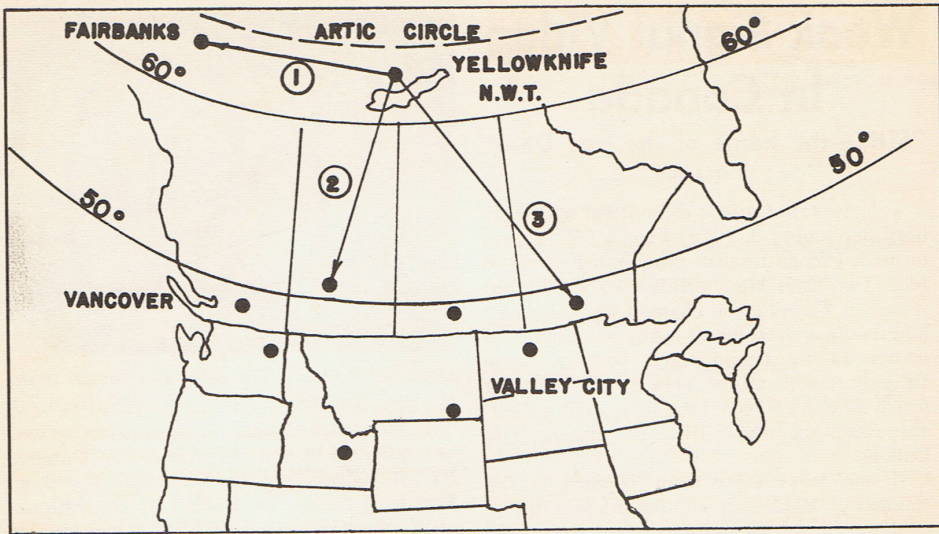 FAIRBANKS
ARTIC CIRCLE
60°
60°
YELLOWKNIFE
N.W.T.
1
2
3
50°
50°
VANCOVER
VALLEY CITY